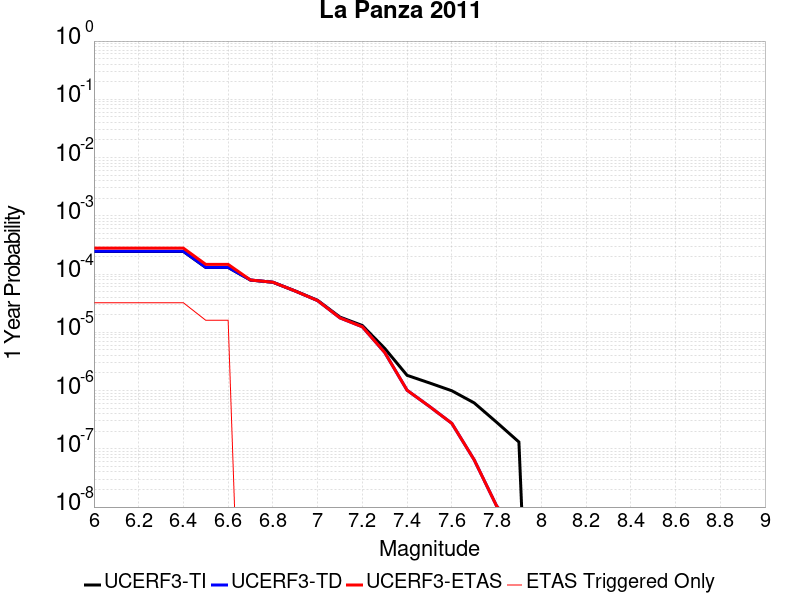 La Panza 2011
10^0
10^-1
10^-2
10^-3
10^-4
10^-5
10^-6
10^-7
10^-8
1 Year Probability
6 6.2 6.4 6.6 6.8 7 7.2 7.4 7.6 7.8 8 8.2 8.4 8.6 8.8 9
Magnitude
UCERF3-TI UCERF3-TD UCERF3-ETAS ETAS Triggered Only